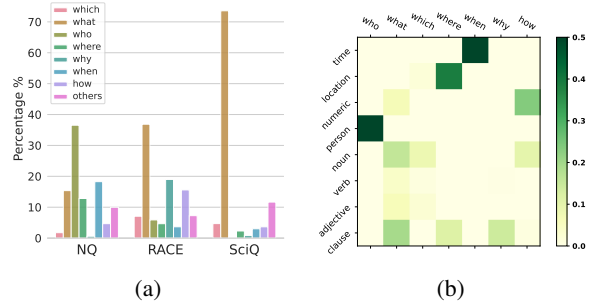 which
what
who
where
why
when
how
others
Percentage %
70
60
50
40
30
20
10
0
NQ RACE SciQ
(a)
who what which where when why how
time
location
numeric
person
noun
verb
adjective
clause
0.5
0.4
0.3
0.2
0.1
0.0
(b)